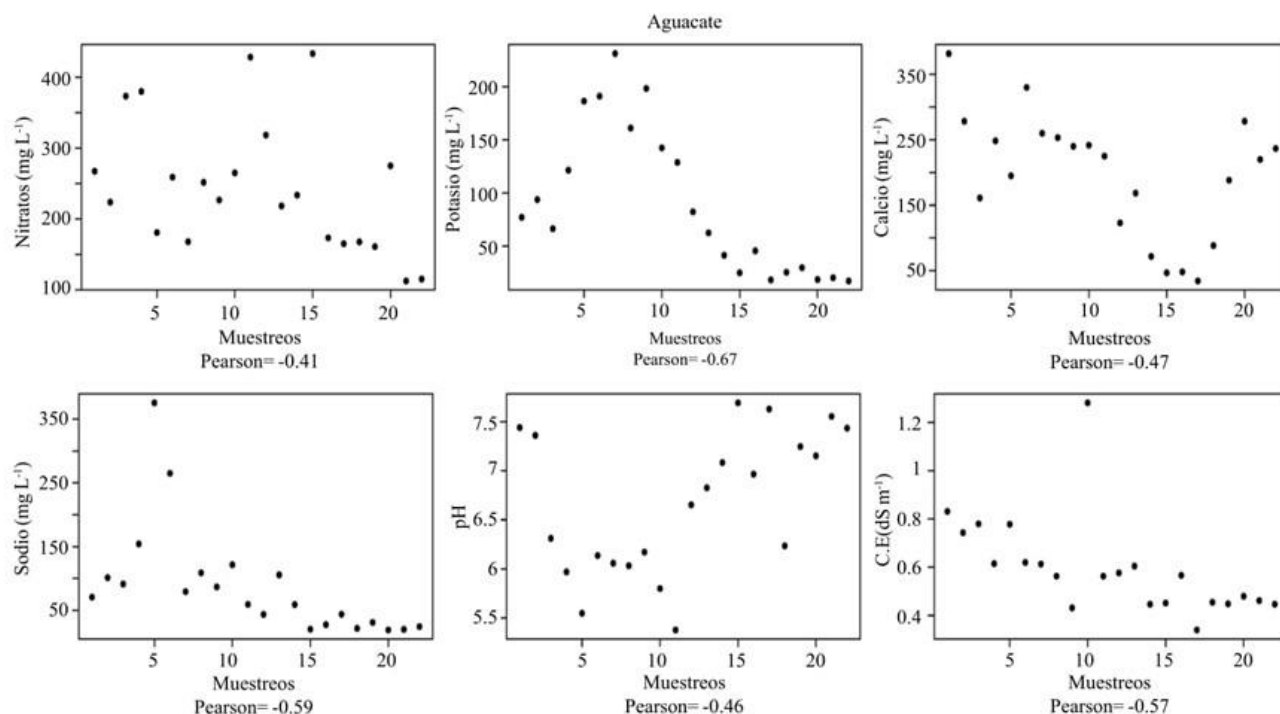 Aguacate
Nitratos (mg L-1)
400
300
200
100
5
10
15
20
Muestreos
Pearson= -0.41
Potasio (mg L-1)
200
150
100
50
5
10
15
20
Muestreos
Pearson= -0.67
Calcio (mg L-1)
350
250
150
50
5
10
15
20
Muestreos
Pearson= -0.47
Sodio (mg L-1)
350
250
150
50
5
10
15
20
Muestreos
Pearson= -0.59
pH
7.5
7
6.5
6
5.5
5
10
15
20
Muestreos
Pearson= -0.46
C.E(dS m-1)
1.2
1
0.8
0.6
0.4
5
10
15
20
Muestreos
Pearson= -0.57